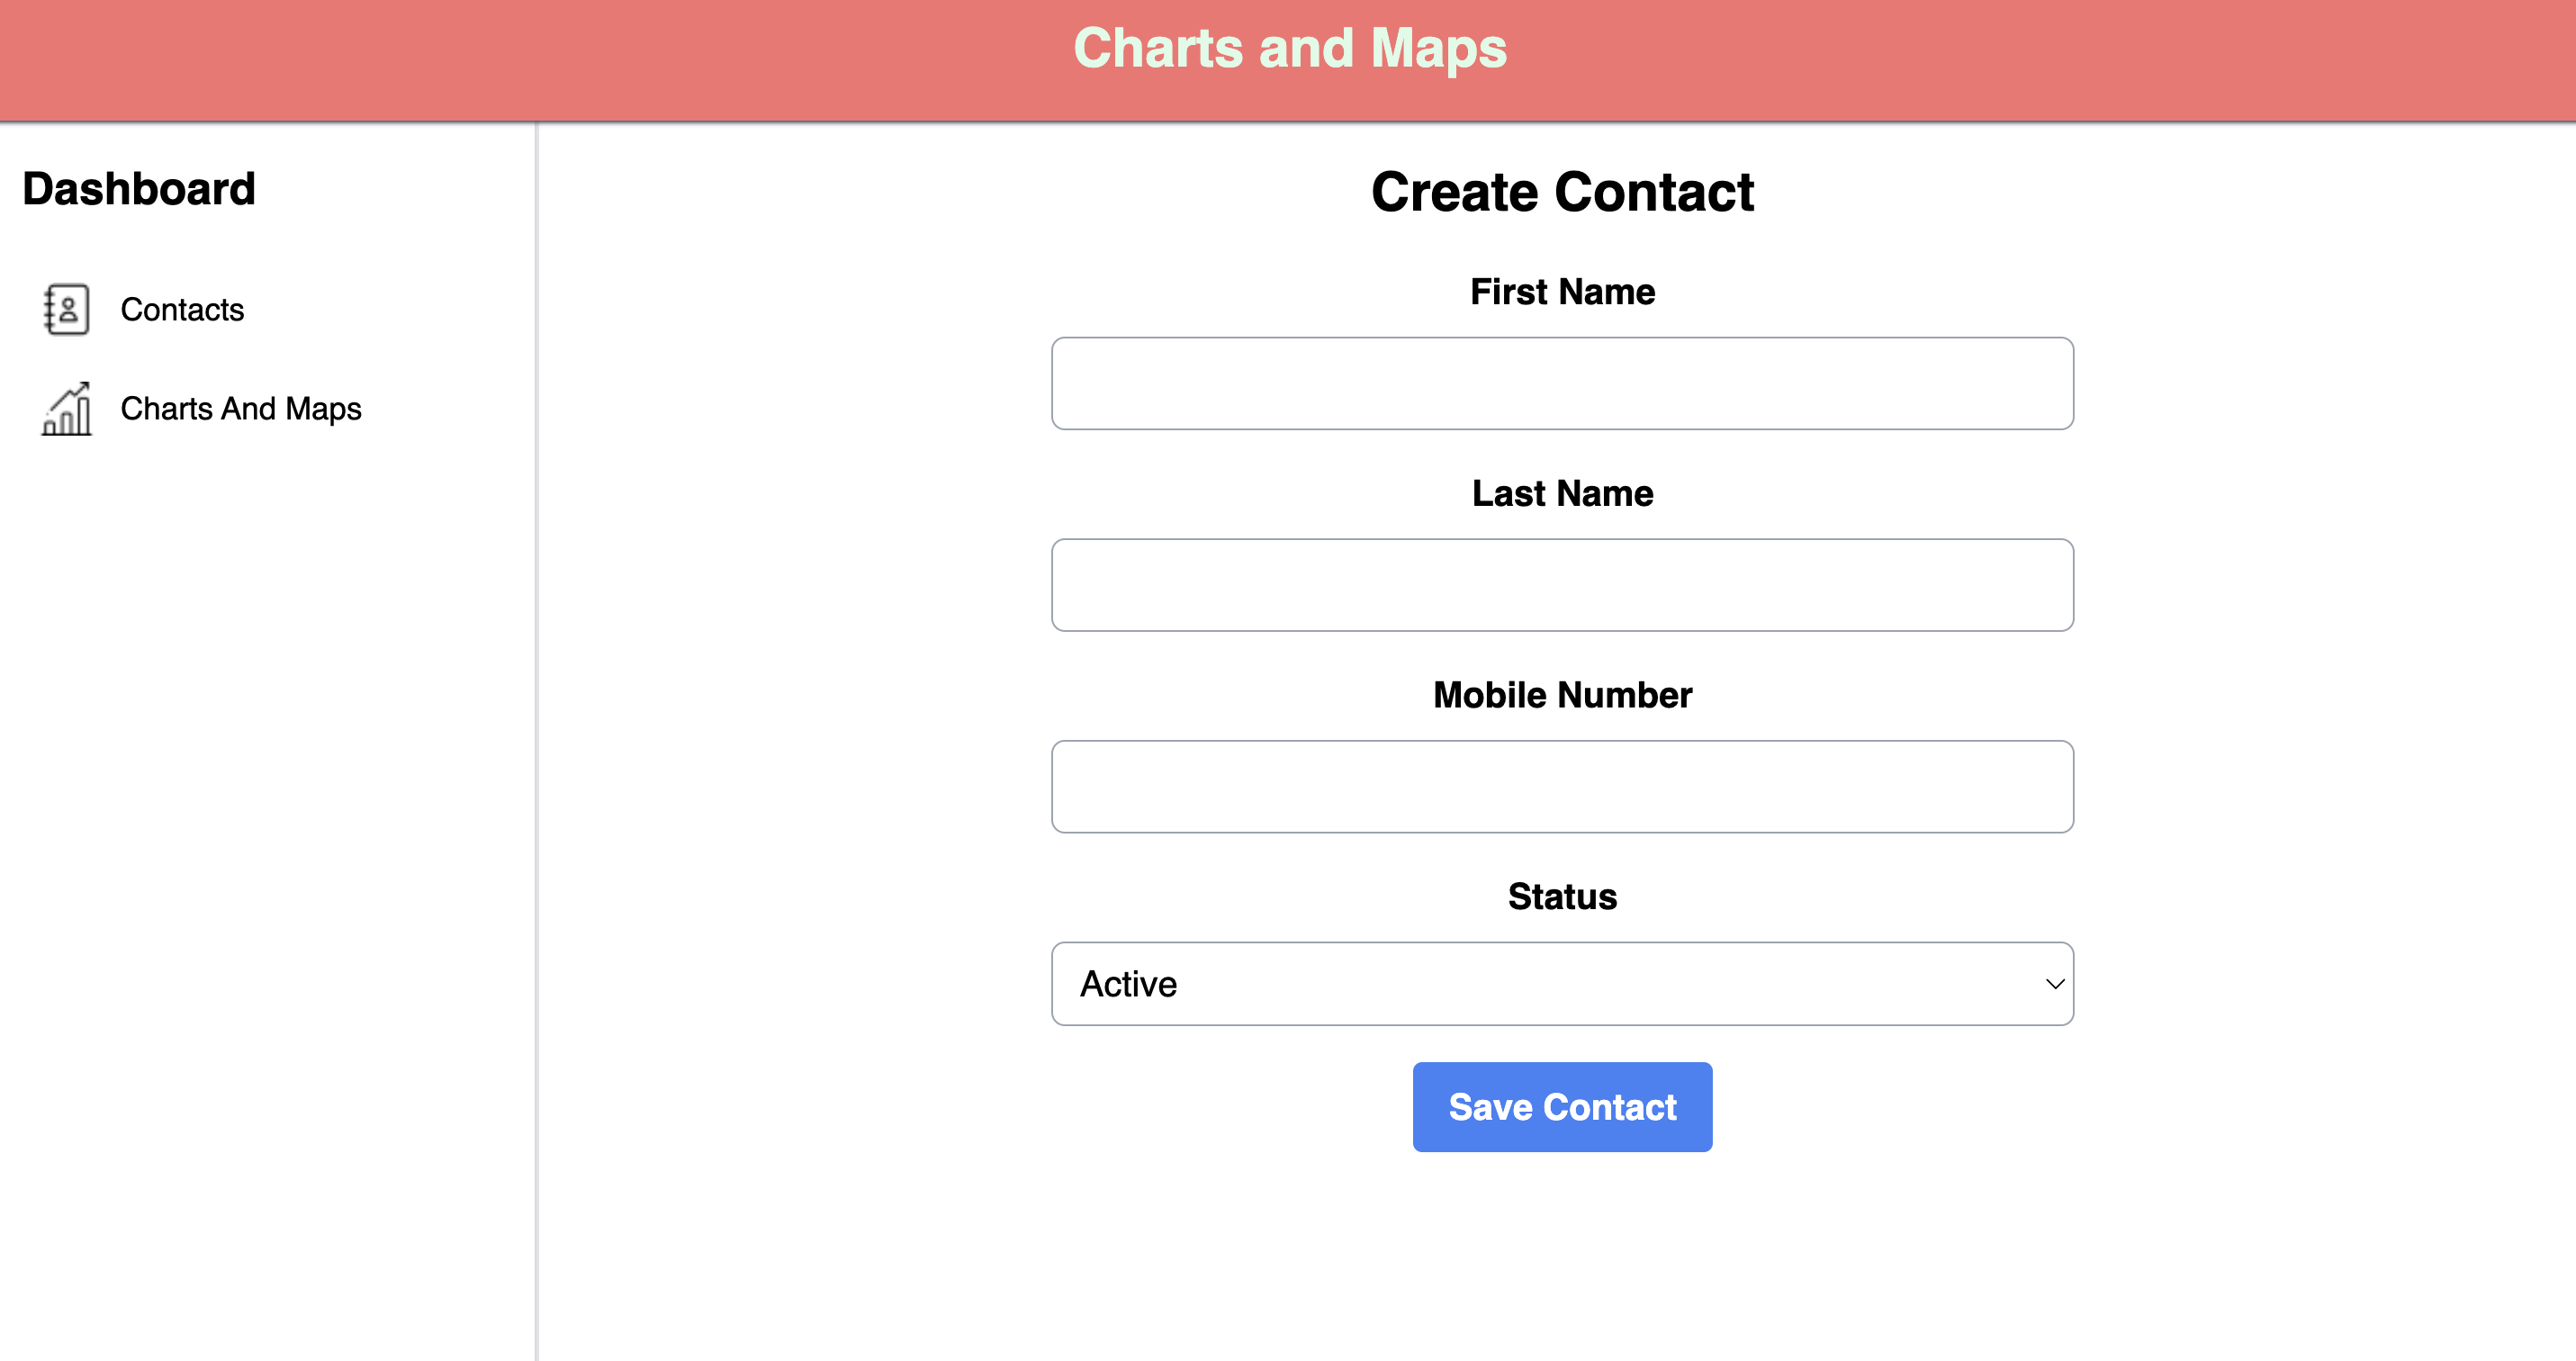 Charts and Maps
Dashboard
Contacts
Charts And Maps
Create Contact
First Name
Last Name
Mobile Number
Status
Active
Save Contact